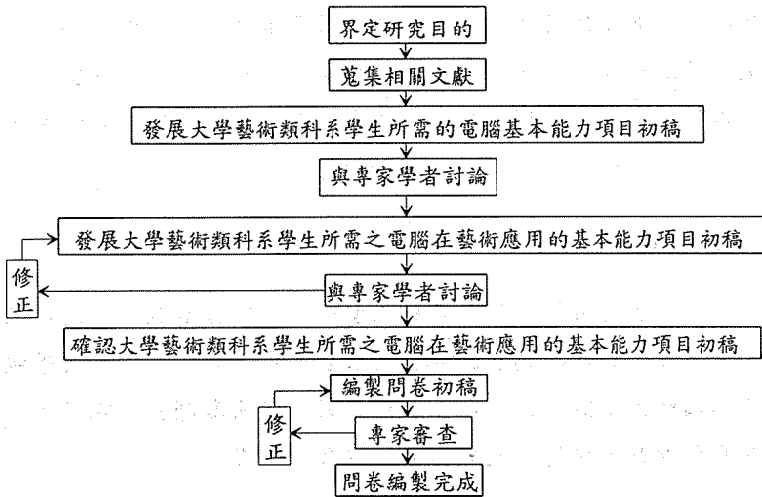 界定研究目的
蒐集相關文獻
發展大學藝術類科系學生所需的電腦基本能力項目初稿
與專家學者討論
發展大學藝術類科系學生所需之電腦在藝術應用的基本能力項目初稿
修正
與專家學者討論
確認大學藝術類科系學生所需之電腦在藝術應用的基本能力項目初稿
編製問卷初稿
修正
專家審查
問卷編製完成